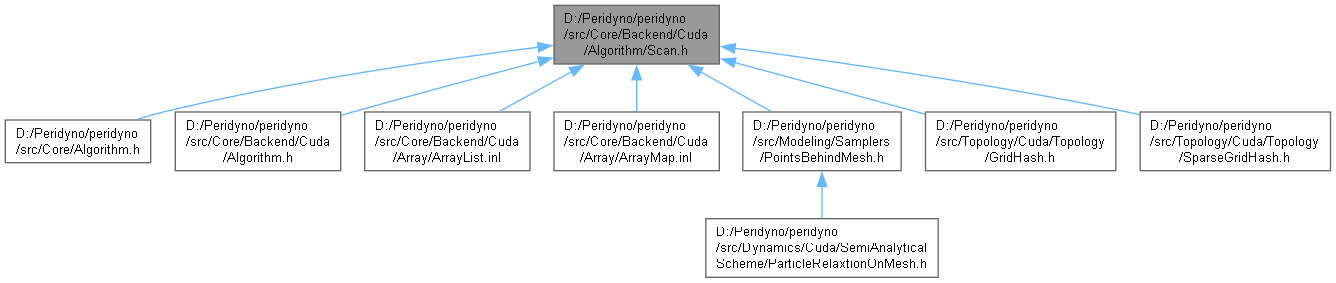 D:/Peridyno/peridyno
/src/Core/Backend/Cuda
/Algorithm/Scan.h
D:/Peridyno/peridyno
/src/Core/Algorithm.h
D:/Peridyno/peridyno
/src/Core/Backend/Cuda
/Algorithm.h
D:/Peridyno/peridyno
/src/Core/Backend/Cuda
/Array/ArrayList.inl
D:/Peridyno/peridyno
/src/Core/Backend/Cuda
/Array/ArrayMap.inl
D:/Peridyno/peridyno
/src/Modeling/Samplers
/PointsBehindMesh.h
D:/Peridyno/peridyno
/src/Topology/Cuda/Topology
/GridHash.h
D:/Peridyno/peridyno
/src/Topology/Cuda/Topology
/SparseGridHash.h
D:/Peridyno/peridyno
/src/Dynamics/Cuda/SemiAnalytical
Scheme/ParticleRelaxtionOnMesh.h